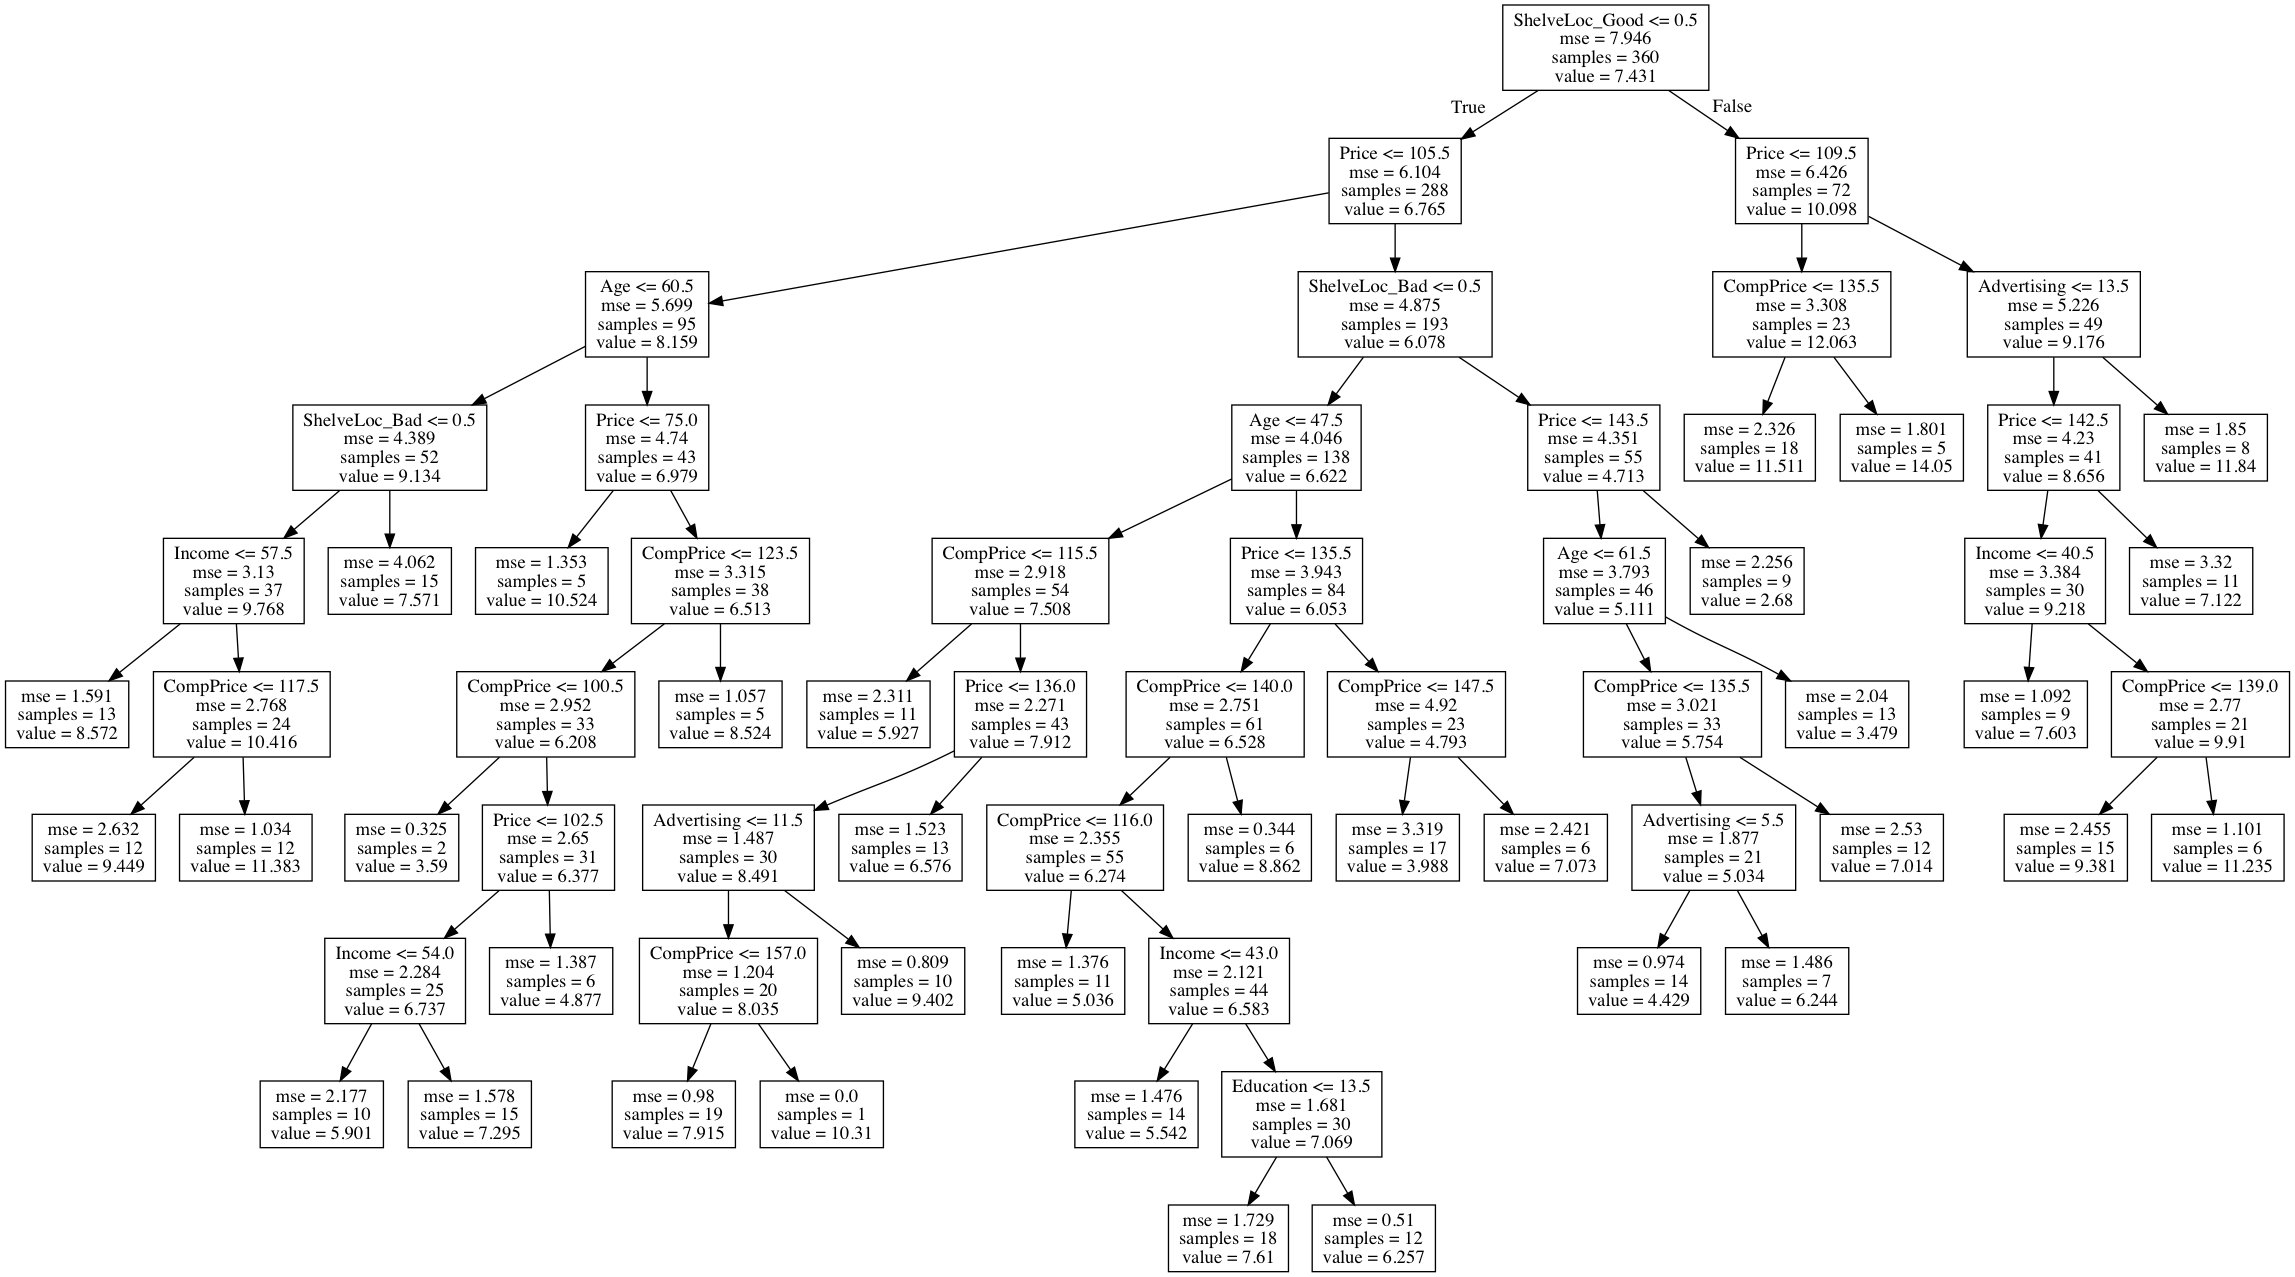 ShelveLoc_Good <= 0.5
mse = 7.946
samples = 360
value = 7.431
True
False
Price <= 105.5
mse = 6.104
samples = 288
value = 6.765
Price <= 109.5
mse = 6.426
samples = 72
value = 10.098
Age <= 60.5
mse = 5.699
samples = 95
value = 8.159
ShelveLoc_Bad <= 0.5
mse = 4.875
samples = 193
value = 6.078
CompPrice <= 135.5
mse = 3.308
samples = 23
value = 12.063
Advertising <= 13.5
mse = 5.226
samples = 49
value = 9.176
ShelveLoc_Bad <= 0.5
mse = 4.389
samples = 52
value = 9.134
Price <= 75.0
mse = 4.74
samples = 43
value = 6.979
Age <= 47.5
mse = 4.046
samples = 138
value = 6.622
Price <= 143.5
mse = 4.351
samples = 55
value = 4.713
mse = 2.326
samples = 18
value = 11.511
mse = 1.801
samples = 5
value = 14.05
Price <= 142.5
mse = 4.23
samples = 41
value = 8.656
mse = 1.85
samples = 8
value = 11.84
Income <= 57.5
mse = 3.13
samples = 37
value = 9.768
mse = 4.062
samples = 15
value = 7.571
mse = 1.353
samples = 5
value = 10.524
CompPrice <= 123.5
mse = 3.315
samples = 38
value = 6.513
CompPrice <= 115.5
mse = 2.918
samples = 54
value = 7.508
Price <= 135.5
mse = 3.943
samples = 84
value = 6.053
Age <= 61.5
mse = 3.793
samples = 46
value = 5.111
mse = 2.256
samples = 9
value = 2.68
Income <= 40.5
mse = 3.384
samples = 30
value = 9.218
mse = 3.32
samples = 11
value = 7.122
mse = 1.591
samples = 13
value = 8.572
CompPrice <= 117.5
mse = 2.768
samples = 24
value = 10.416
CompPrice <= 100.5
mse = 2.952
samples = 33
value = 6.208
mse = 1.057
samples = 5
value = 8.524
mse = 2.311
samples = 11
value = 5.927
Price <= 136.0
mse = 2.271
samples = 43
value = 7.912
CompPrice <= 140.0
mse = 2.751
samples = 61
value = 6.528
CompPrice <= 147.5
mse = 4.92
samples = 23
value = 4.793
CompPrice <= 135.5
mse = 3.021
samples = 33
value = 5.754
mse = 2.04
samples = 13
value = 3.479
mse = 1.092
samples = 9
value = 7.603
CompPrice <= 139.0
mse = 2.77
samples = 21
value = 9.91
mse = 2.632
samples = 12
value = 9.449
mse = 1.034
samples = 12
value = 11.383
mse = 0.325
samples = 2
value = 3.59
Price <= 102.5
mse = 2.65
samples = 31
value = 6.377
Advertising <= 11.5
mse = 1.487
samples = 30
value = 8.491
mse = 1.523
samples = 13
value = 6.576
CompPrice <= 116.0
mse = 2.355
samples = 55
value = 6.274
mse = 0.344
samples = 6
value = 8.862
mse = 3.319
samples = 17
value = 3.988
mse = 2.421
samples = 6
value = 7.073
Advertising <= 5.5
mse = 1.877
samples = 21
value = 5.034
mse = 2.53
samples = 12
value = 7.014
mse = 2.455
samples = 15
value = 9.381
mse = 1.101
samples = 6
value = 11.235
Income <= 54.0
mse = 2.284
samples = 25
value = 6.737
mse = 1.387
samples = 6
value = 4.877
CompPrice <= 157.0
mse = 1.204
samples = 20
value = 8.035
mse = 0.809
samples = 10
value = 9.402
mse = 1.376
samples = 11
value = 5.036
Income <= 43.0
mse = 2.121
samples = 44
value = 6.583
mse = 0.974
samples = 14
value = 4.429
mse = 1.486
samples = 7
value = 6.244
mse = 2.177
samples = 10
value = 5.901
mse = 1.578
samples = 15
value = 7.295
mse = 0.98
samples = 19
value = 7.915
mse = 0.0
samples = 1
value = 10.31
mse = 1.476
samples = 14
value = 5.542
Education <= 13.5
mse = 1.681
samples = 30
value = 7.069
mse = 1.729
samples = 18
value = 7.61
mse = 0.51
samples = 12
value = 6.257